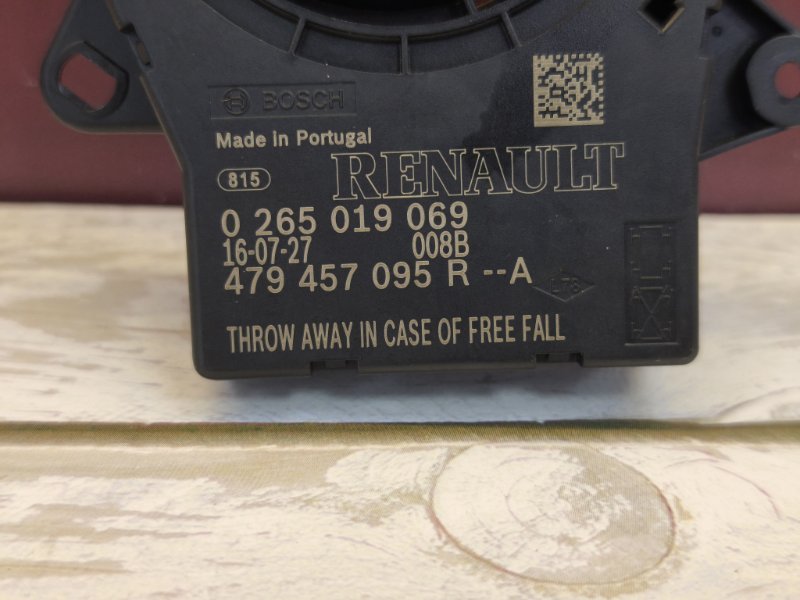 BOSCH
Made in Portugal
815
RENAULT
0 265 019 069
16-07-27 008B
479 457 095 R --A
THROW AWAY IN CASE OF FREE FALL